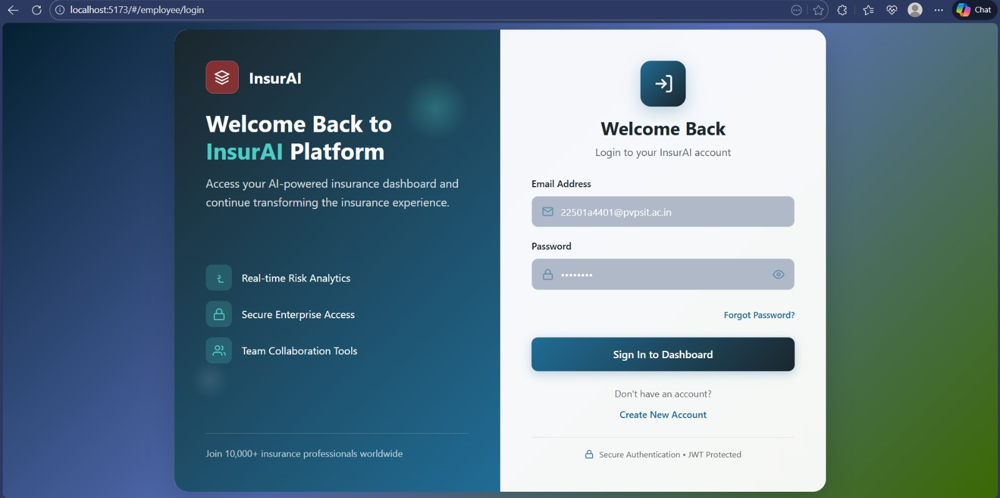 localhost:5173/#/employee/login
Chat
InsurAI
Welcome Back to
InsurAI Platform
Access your AI-powered insurance dashboard and
continue transforming the insurance experience.
Real-time Risk Analytics
Secure Enterprise Access
Team Collaboration Tools
Join 10,000+ insurance professionals worldwide
Welcome Back
Login to your InsurAI account
Email Address
22501a4401@pvpsit.ac.in
Password
••••••••
Forgot Password?
Sign In to Dashboard
Don't have an account?
Create New Account
Secure Authentication • JWT Protected